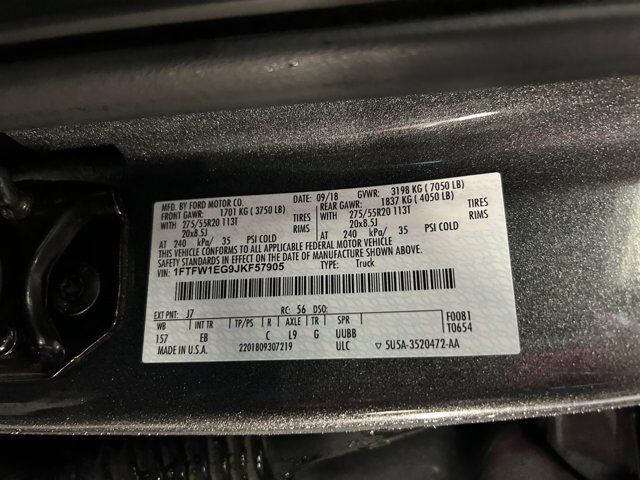 MFD. BY FORD MOTOR CO. 09/18 GVWR: 3198 KG ( 7050 LB)
FRONT GAWR: 1701 KG ( 3750 LB) REAR GAWR: 1837 KG ( 4050 LB)
WITH 275/55R20 113T TIRES WITH 275/55R20 113T TIRES
20x8.5J RIMS 20x8.5J RIMS
AT 240 kPa/ 35 PSI COLD AT 240 kPa/ 35 PSI COLD
THIS VEHICLE CONFORMS TO ALL APPLICABLE FEDERAL MOTOR VEHICLE
SAFETY STANDARDS IN EFFECT ON THE DATE OF MANUFACTURE SHOWN ABOVE.
VIN: 1FTFW1EG9JKF57905 TYPE: Truck
EXT PNT: J7 RC: 56 DSO:
WB INT TR TP/PS R AXLE TR SPR F0081
157 EB C L9 G UUBB T0654
MADE IN U.S.A. 2201809307219 ULC ▽ 5U5A-3520472-AA